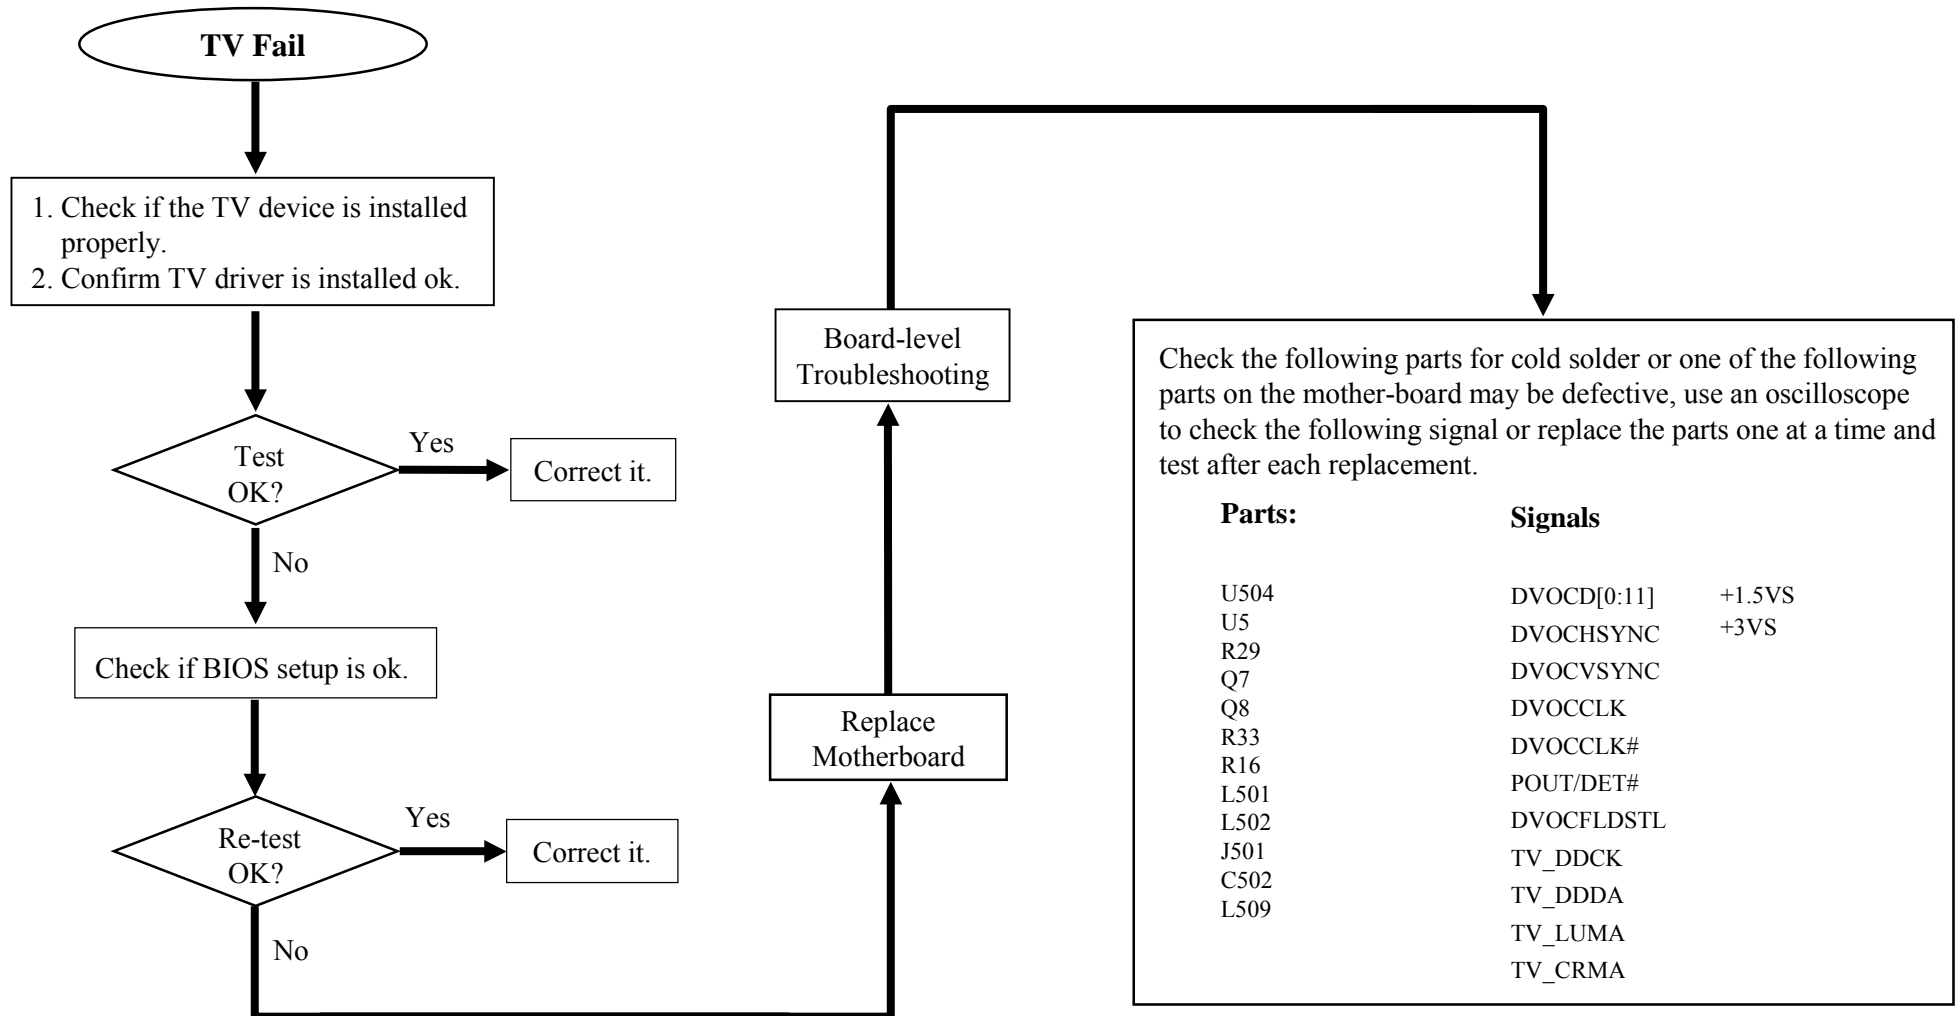 TV Fail
1. Check if the TV device is installed
properly.
2. Confirm TV driver is installed ok.
Test
OK?
Yes
Correct it.
No
Check if BIOS setup is ok.
Re-test
OK?
Yes
Correct it.
No
Replace
Motherboard
Board-level
Troubleshooting
Check the following parts for cold solder or one of the following
parts on the mother-board may be defective, use an oscilloscope
to check the following signal or replace the parts one at a time and
test after each replacement.
Parts:
U504
U5
R29
Q7
Q8
R33
R16
L501
L502
J501
C502
L509
Signals
DVOCD[0:11]
DVOCHSYNC
DVOCVSYNC
DVOCCLK
DVOCCLK#
POUT/DET#
DVOCFLDSTL
TV_DDCK
TV_DDDA
TV_LUMA
TV_CRMA
+1.5VS
+3VS